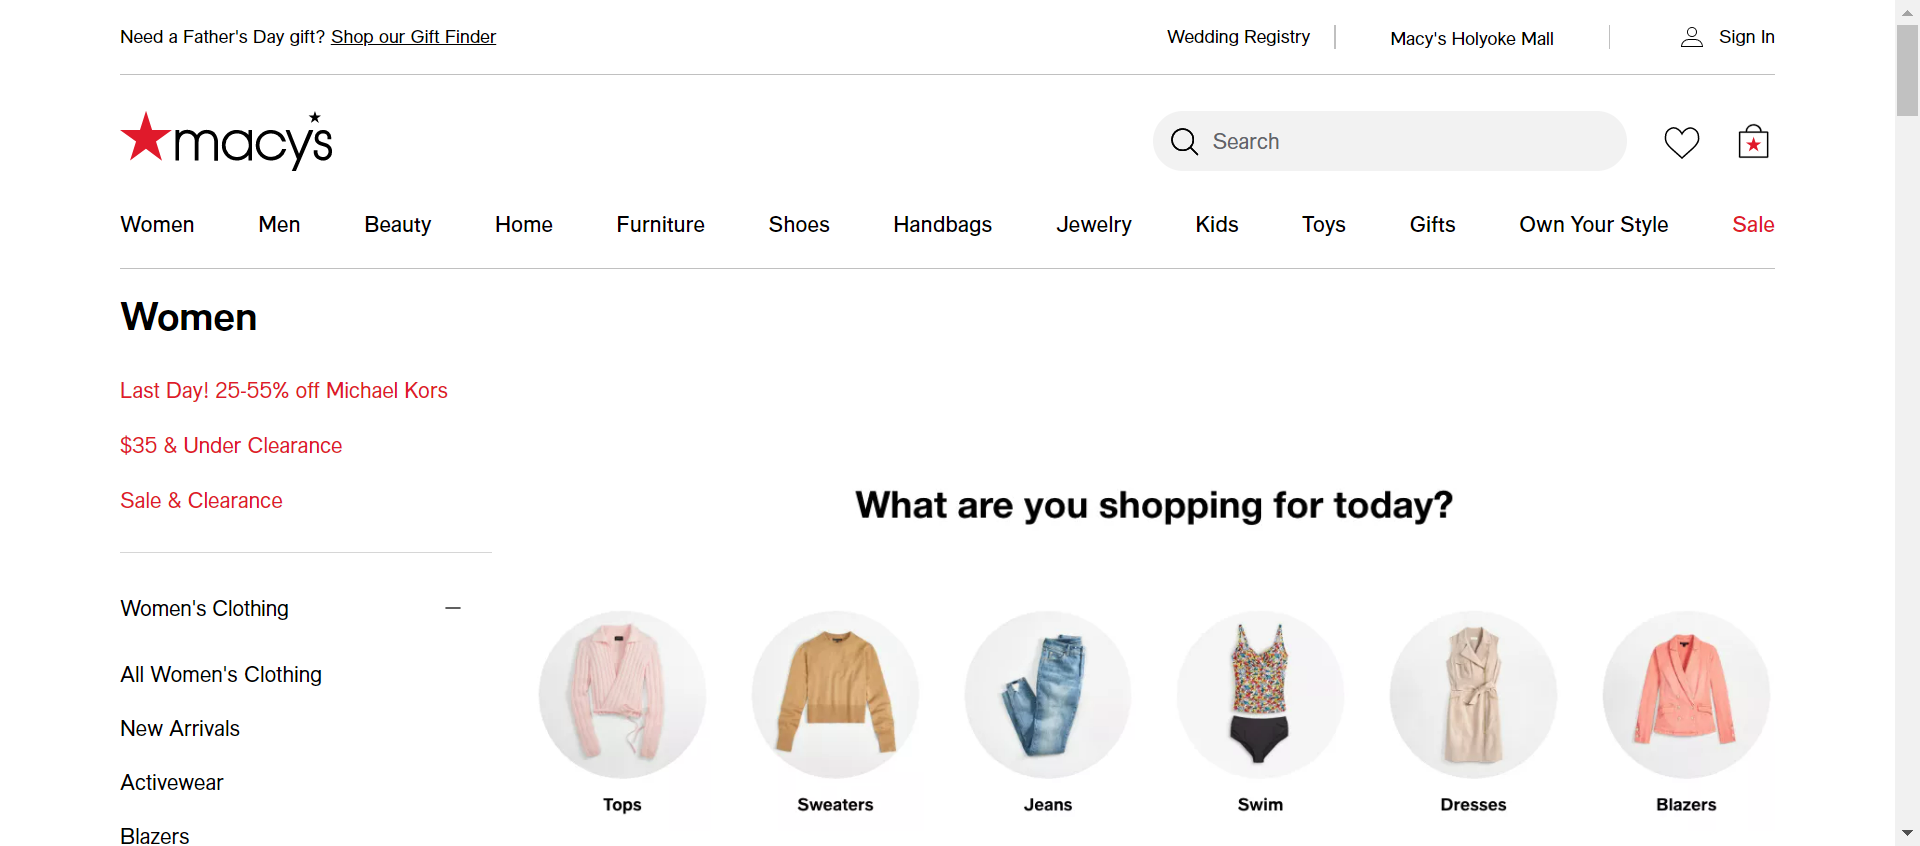 Need a Father's Day gift? Shop our Gift Finder
Wedding Registry
Macy's Holyoke Mall
Sign In
macy's
Search
Women
Men
Beauty
Home
Furniture
Shoes
Handbags
Jewelry
Kids
Toys
Gifts
Own Your Style
Sale
Women
Last Day! 25-55% off Michael Kors
$35 & Under Clearance
Sale & Clearance
Women's Clothing
All Women's Clothing
New Arrivals
Activewear
Blazers
What are you shopping for today?
Tops
Sweaters
Jeans
Swim
Dresses
Blazers